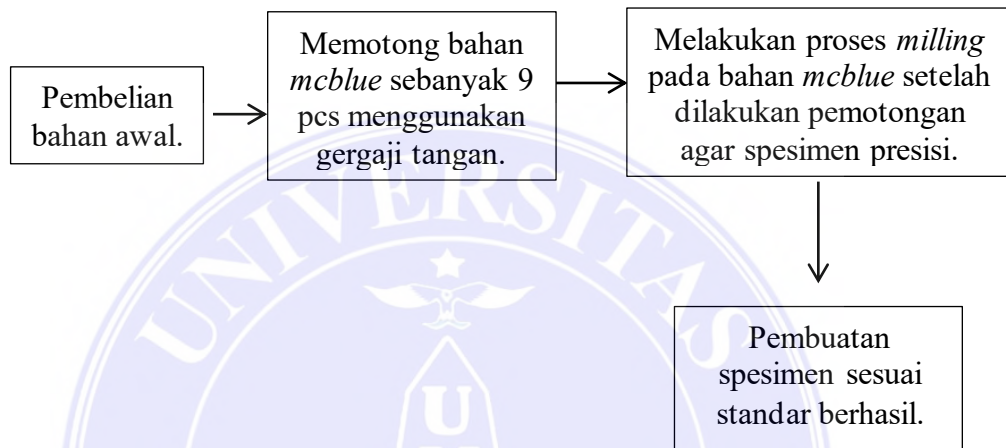 Pembelian
bahan awal.
Memotong bahan
mcblue sebanyak 9
pcs menggunakan
gergaji tangan.
Melakukan proses milling
pada bahan mcblue setelah
dilakukan pemotongan
agar spesimen presisi.
Pembuatan
spesimen sesuai
standar berhasil.
UNIVERSITAS
U